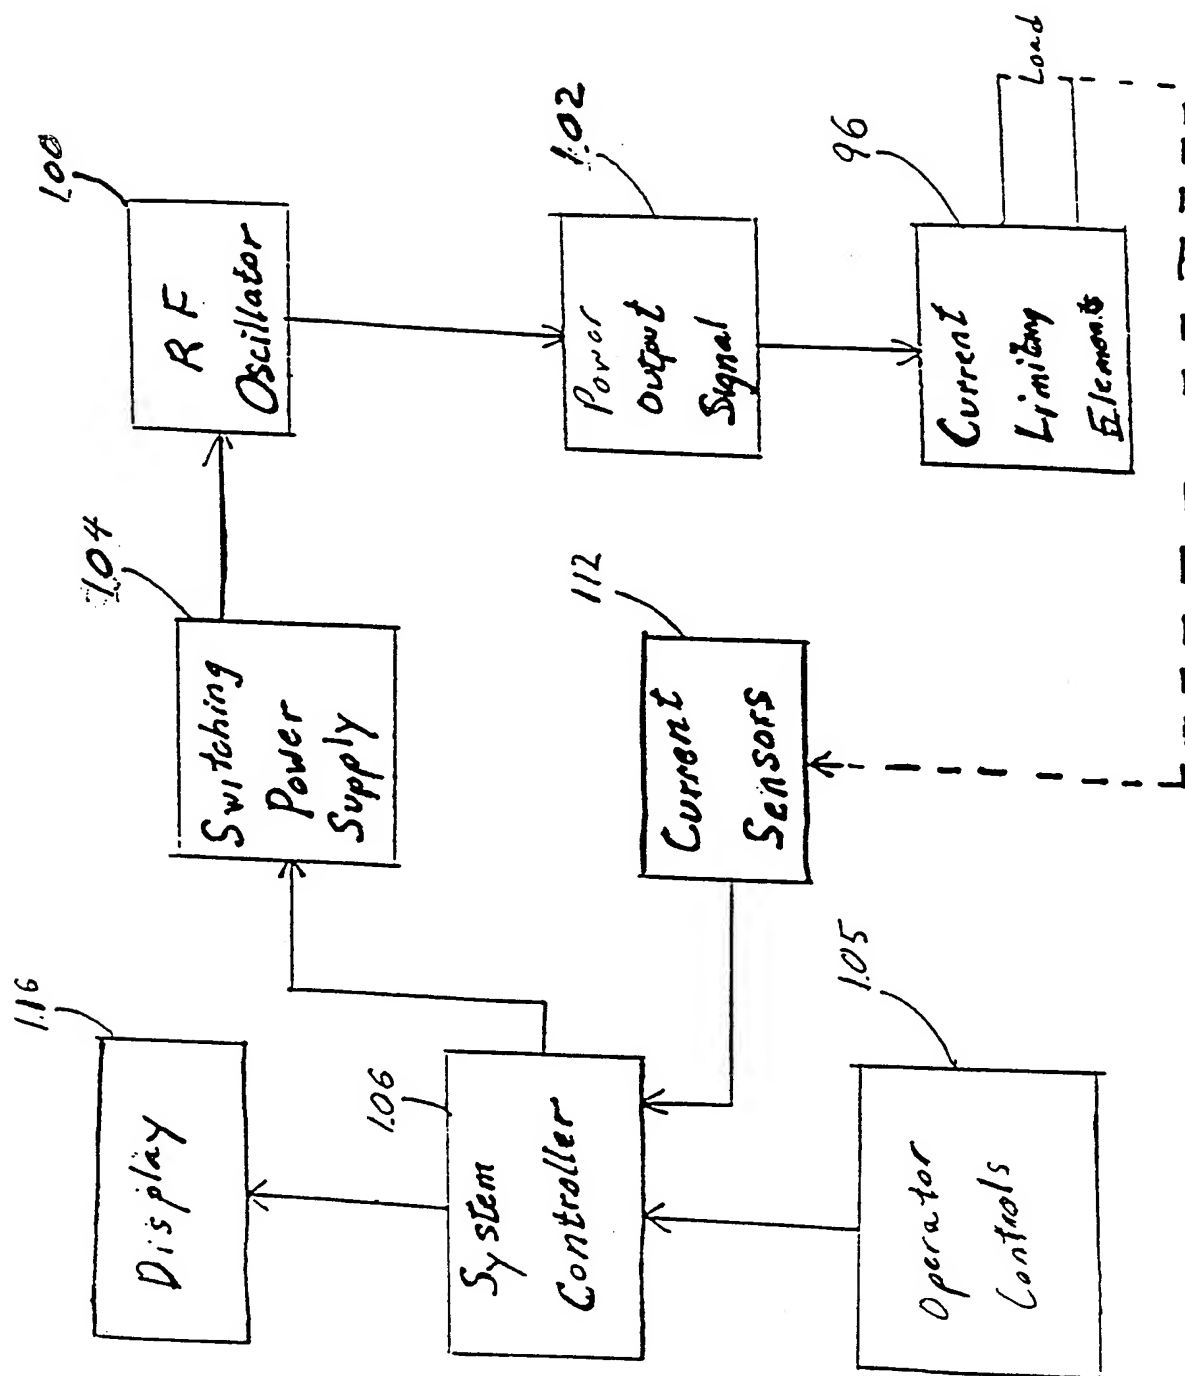 116
Display
106
System
Controller
105
Operator
Controls
104
Switching
Power
Supply
112
Current
Sensors
100
RF
Oscillator
102
Power
Output
Signal
96
Current
Limiting
Elements
Load